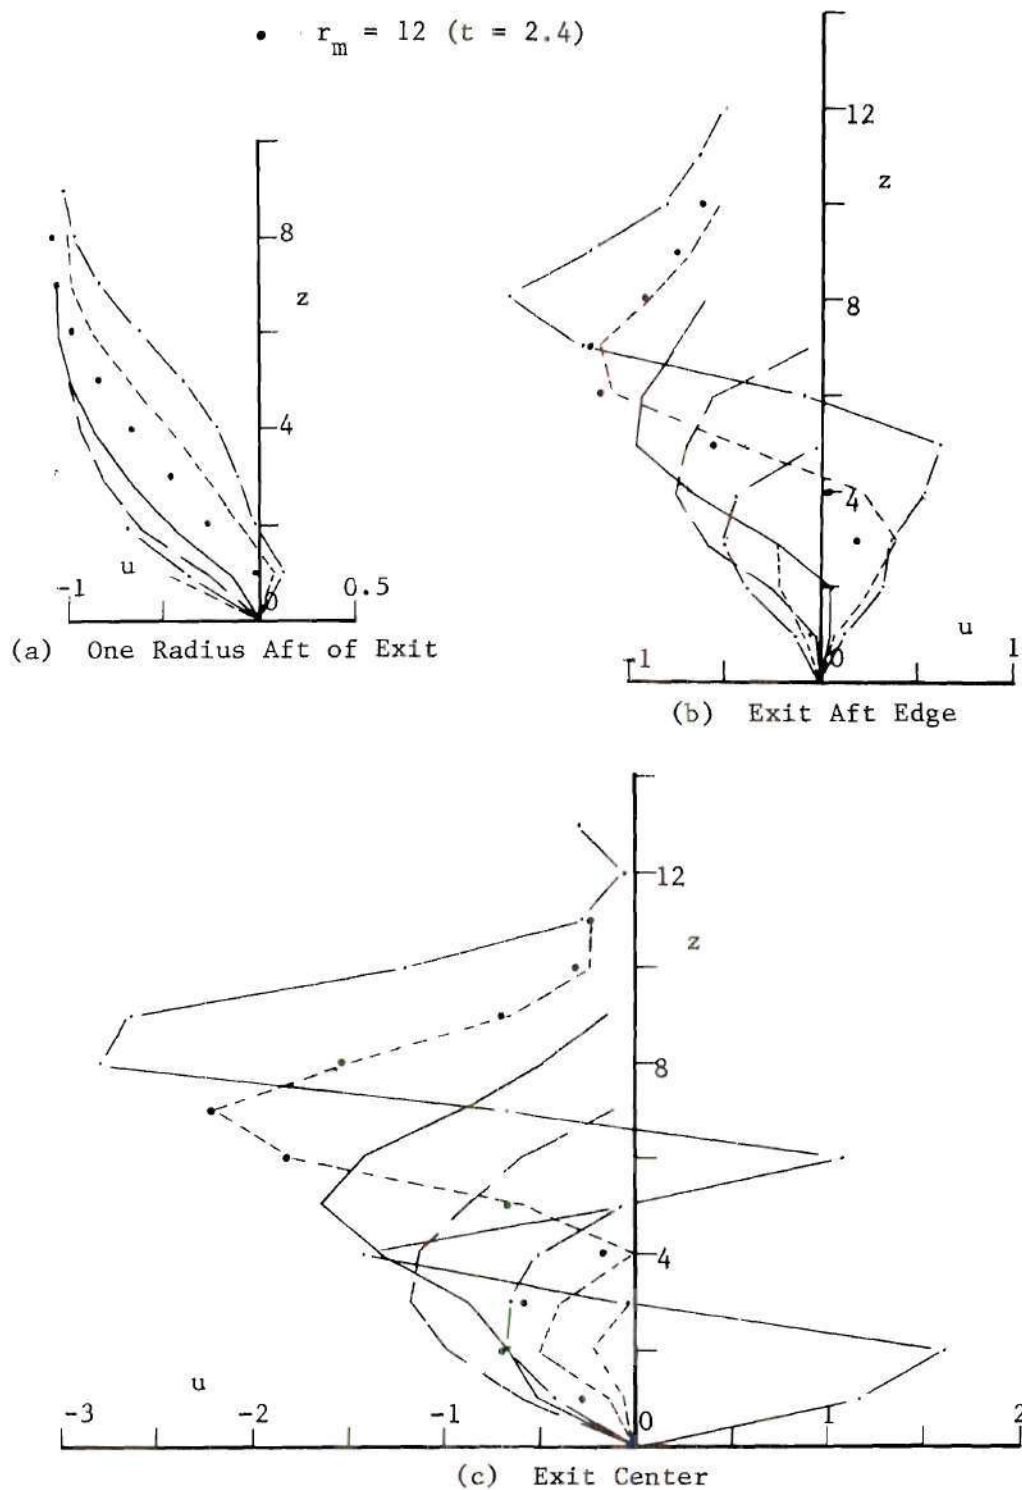 • r_m = 12 (t = 2.4)
12
z
8
4
u
-1
0
0.5
(a) One Radius Aft of Exit
8
z
4
u
-1
0
1
(b) Exit Aft Edge
12
z
8
4
u
-3
-2
-1
0
1
2
(c) Exit Center